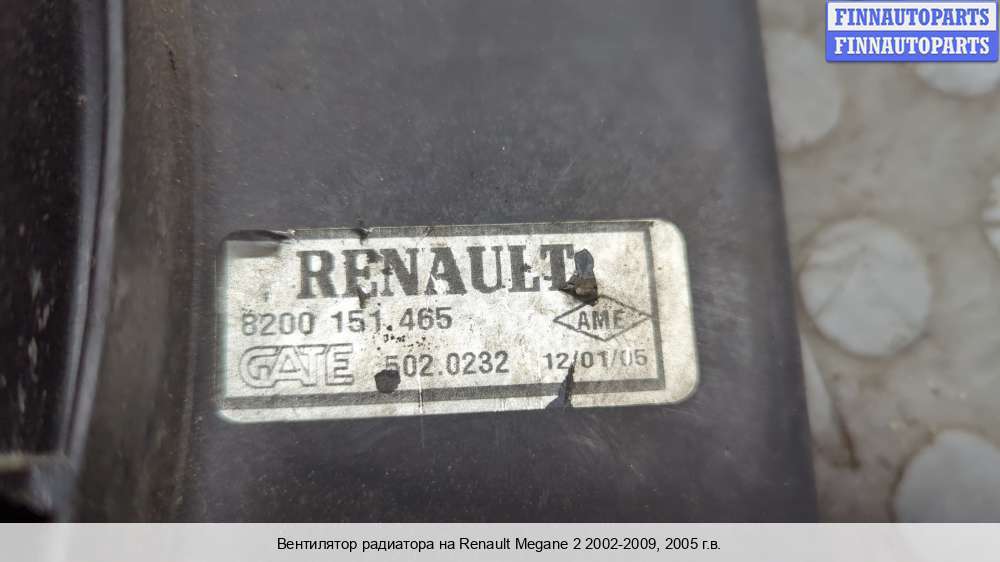 FINNAUTOPARTS
FINNAUTOPARTS
RENAULT
8200 151.465
AME
GATE 502.0232 12/01/05
Вентилятор радиатора на Renault Megane 2 2002-2009, 2005 г.в.